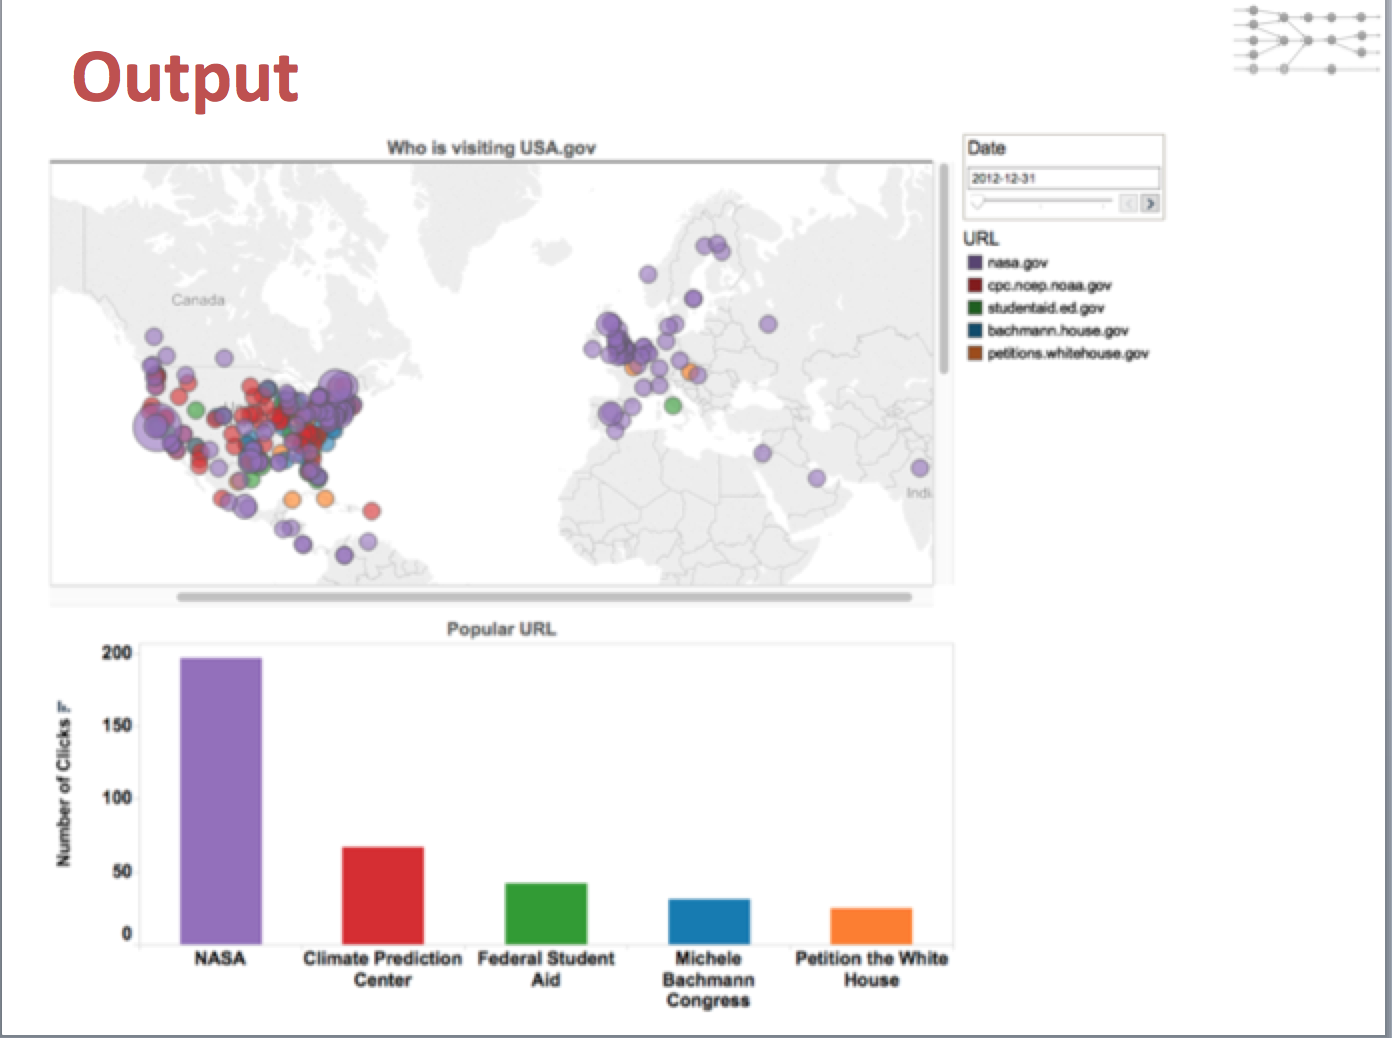 Output
Who is visiting USA.gov
Date
2012-12-31
URL
nasa.gov
cpc.ncep.noaa.gov
studentaid.ed.gov
bachmann.house.gov
petitions.whitehouse.gov
Canada
Indi
Popular URL
Number of Clicks
200
150
100
50
0
NASA
Climate Prediction
Center
Federal Student
Aid
Michele
Bachmann
Congress
Petition the White
House